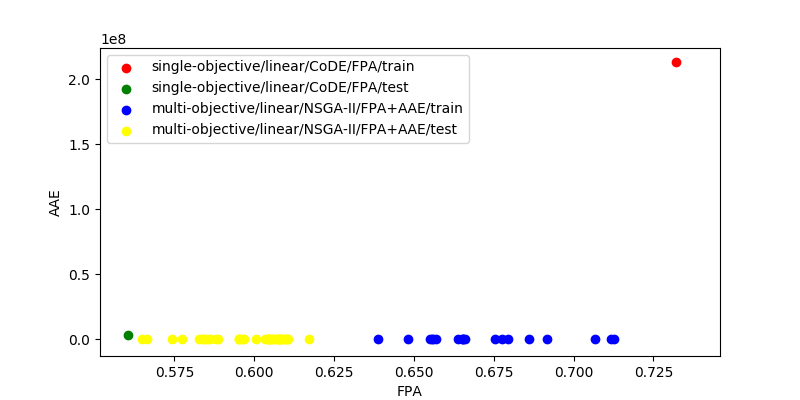 1e8
single-objective/linear/CoDE/FPA/train
single-objective/linear/CoDE/FPA/test
multi-objective/linear/NSGA-II/FPA+AAE/train
multi-objective/linear/NSGA-II/FPA+AAE/test
2.0
1.5
1.0
0.5
0.0
AAE
0.575 0.600 0.625 0.650 0.675 0.700 0.725
FPA